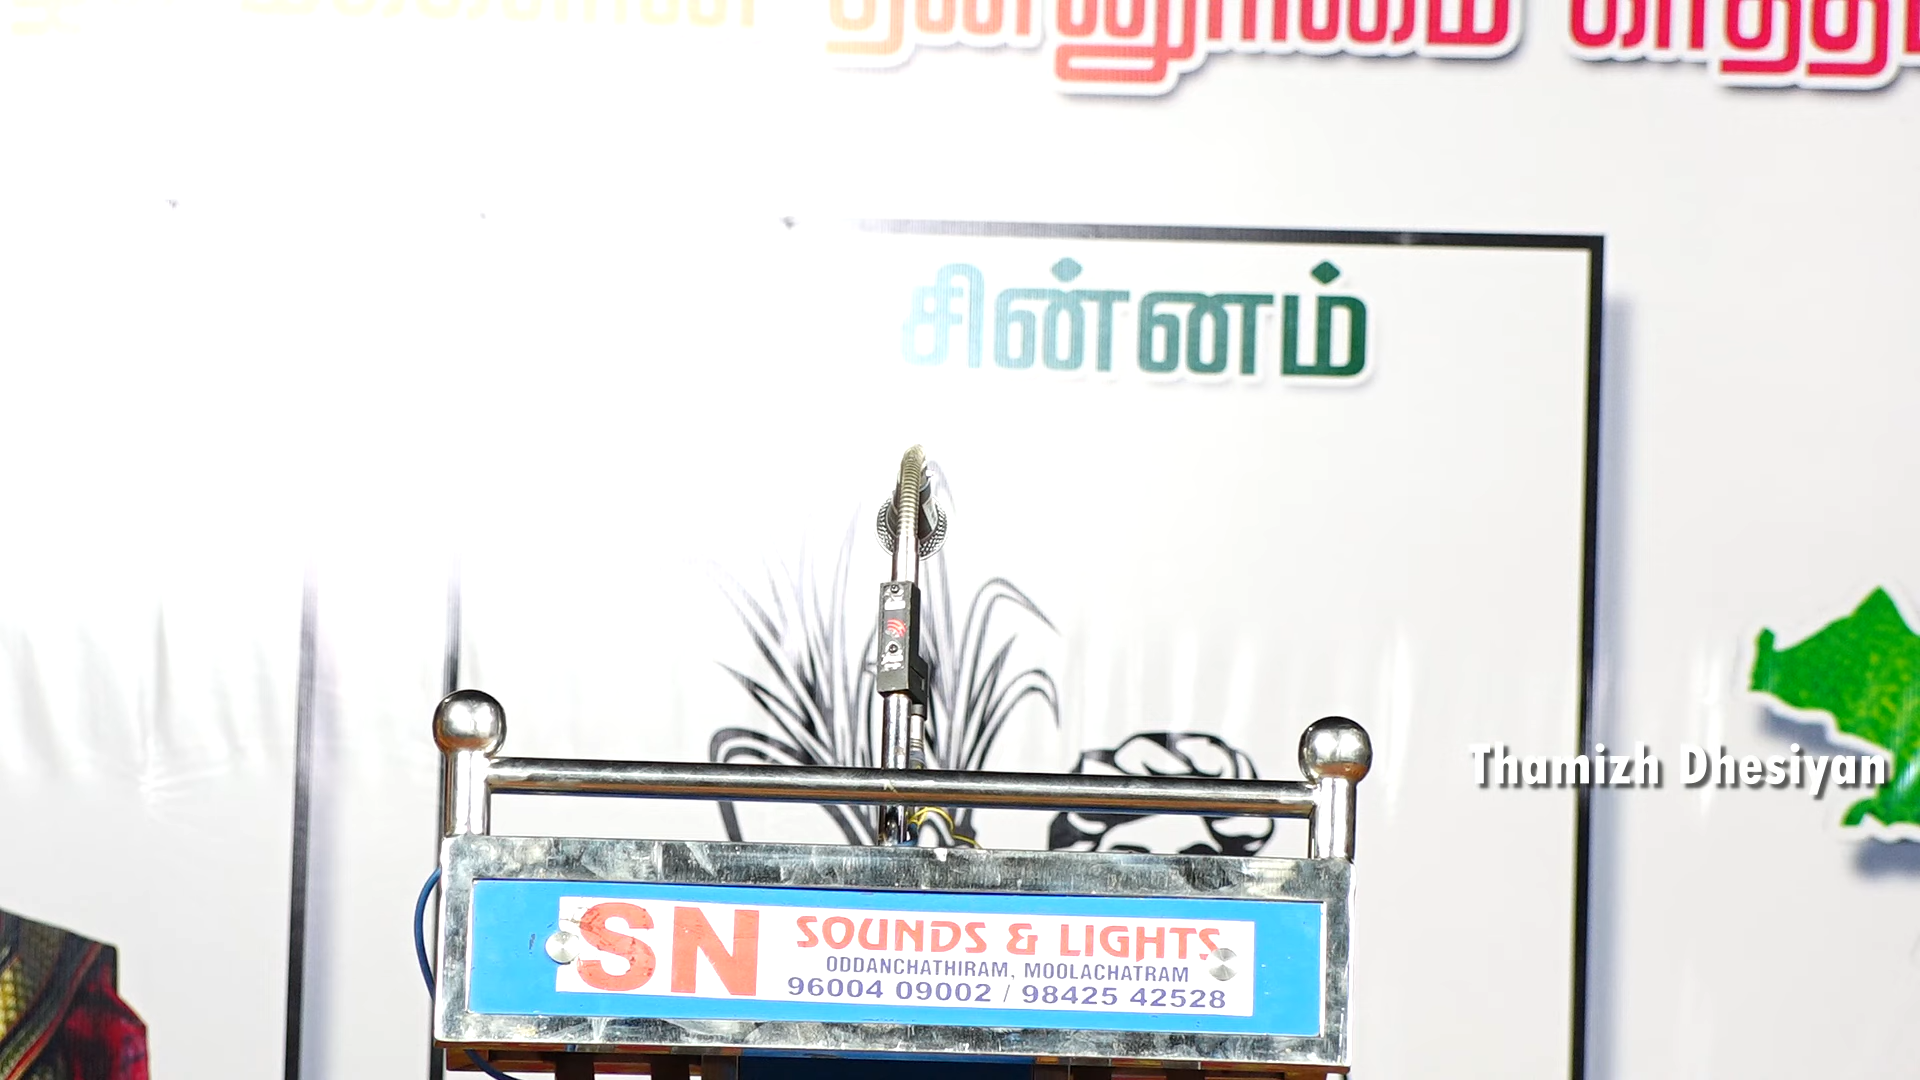 சின்னம்
Thamizh Dhesiyan
SN SOUNDS & LIGHTS
ODDANCHATHIRAM, MOOLACHATRAM
96004 09002 / 98425 42528